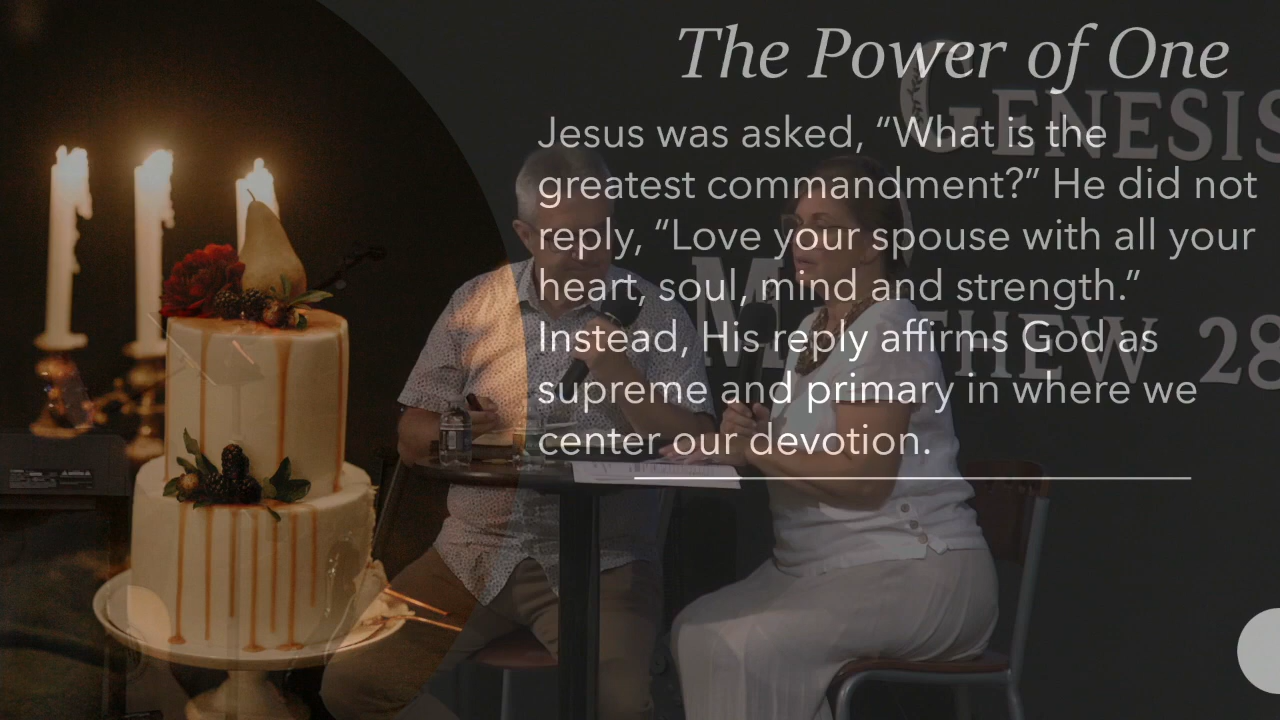 The Power of One
GENESIS
Jesus was asked, “What is the
greatest commandment?” He did not
reply, “Love your spouse with all your
heart, soul, mind and strength.”
Instead, His reply affirms God as
supreme and primary in where we
center our devotion.
28